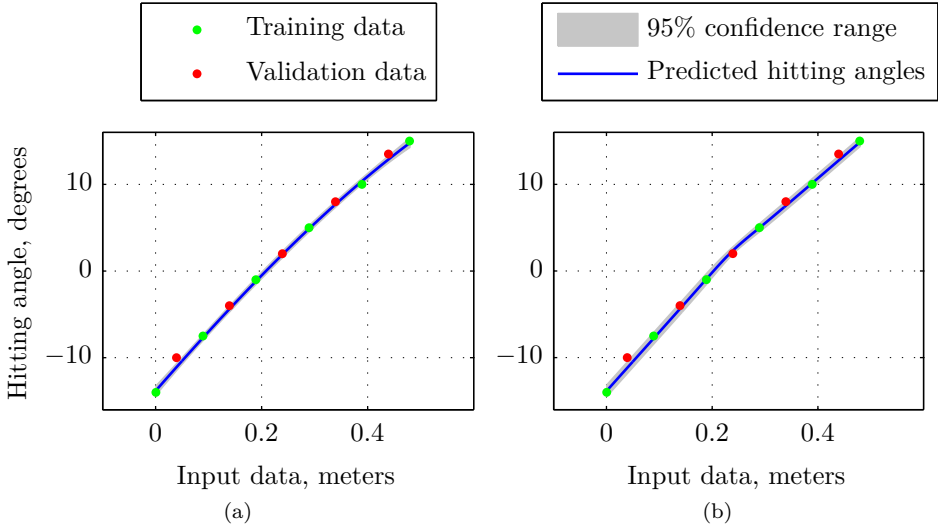 Training data
Validation data
95% confidence range
Predicted hitting angles
Hitting angle, degrees
10
0
−10
0
0.2
0.4
Input data, meters
(a)
10
0
−10
0
0.2
0.4
Input data, meters
(b)